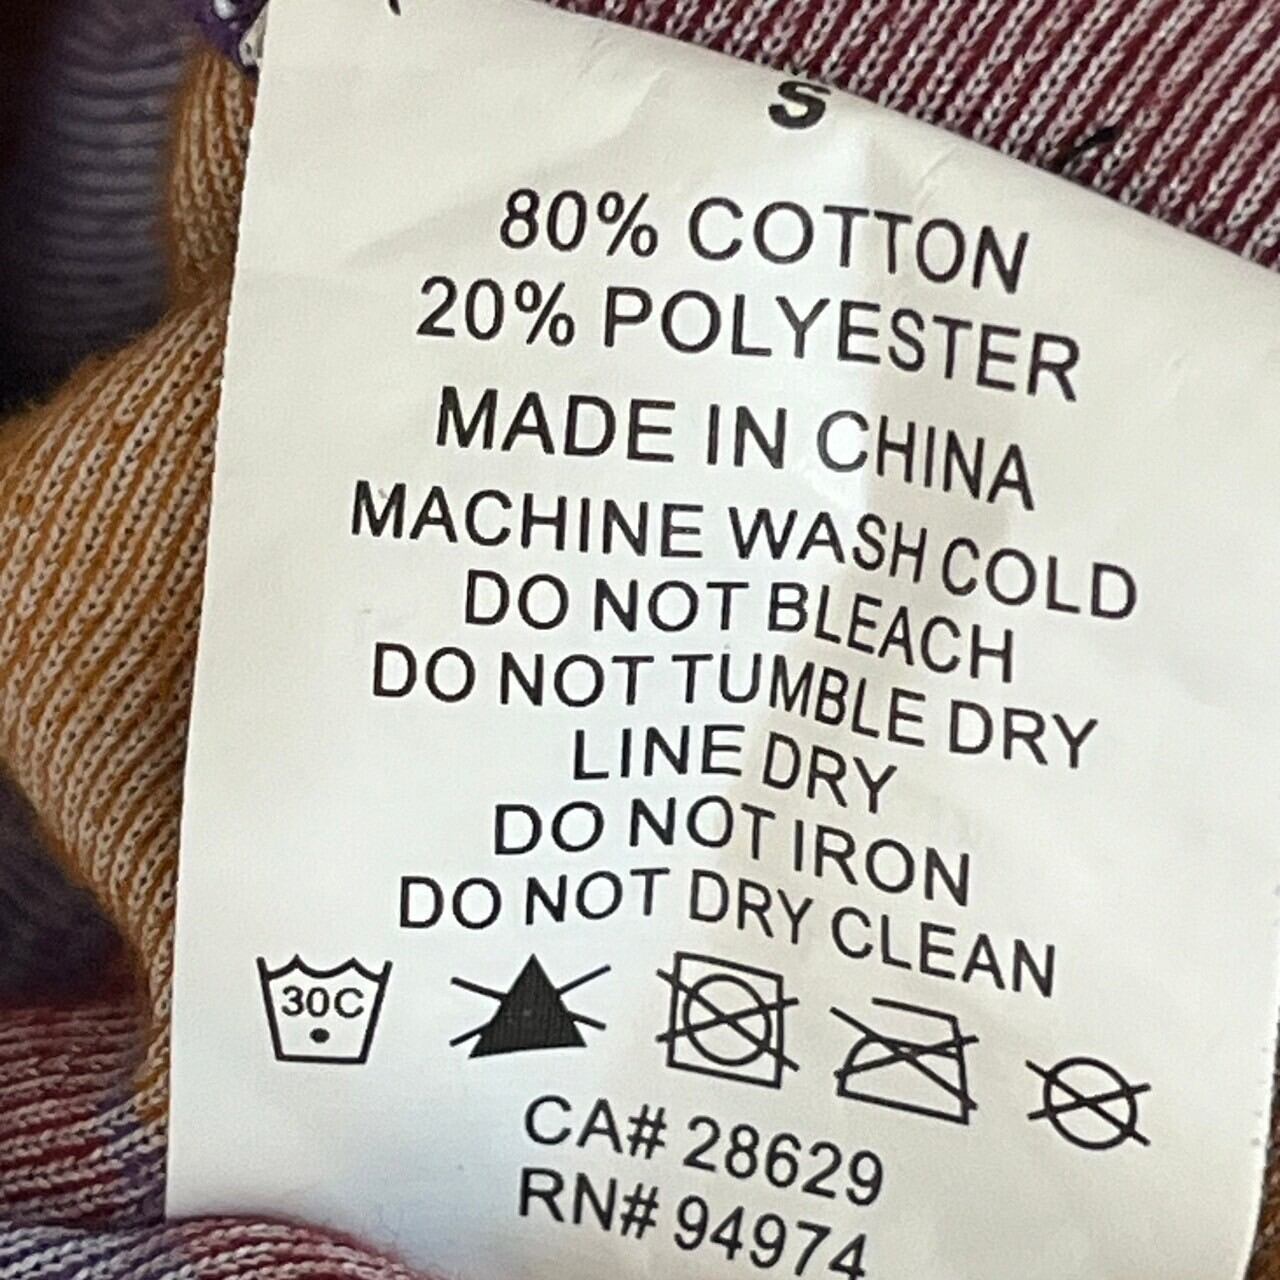 S
80% COTTON
20% POLYESTER
MADE IN CHINA
MACHINE WASH COLD
DO NOT BLEACH
DO NOT TUMBLE DRY
LINE DRY
DO NOT IRON
DO NOT DRY CLEAN
30C
CA# 28629
RN# 94974